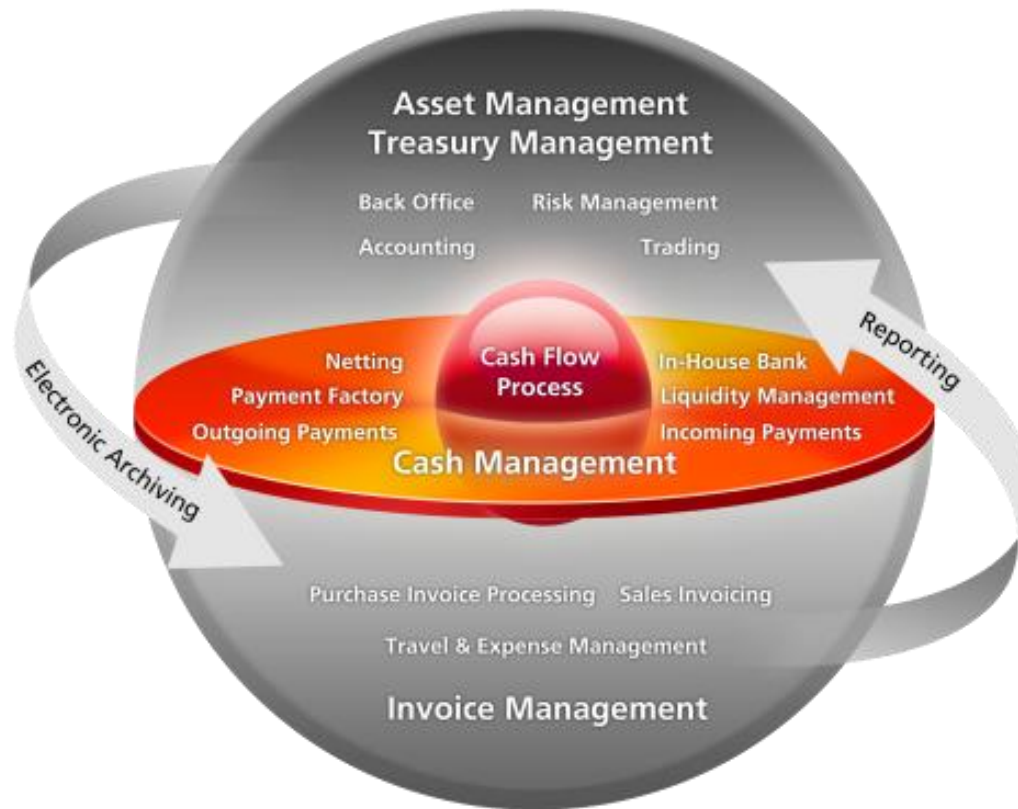 Asset Management
Treasury Management
Back Office
Risk Management
Accounting
Trading
Electronic Archiving
Reporting
Netting
Cash Flow
Process
In-House Bank
Payment Factory
Liquidity Management
Outgoing Payments
Incoming Payments
Cash Management
Purchase Invoice Processing
Sales Invoicing
Travel & Expense Management
Invoice Management